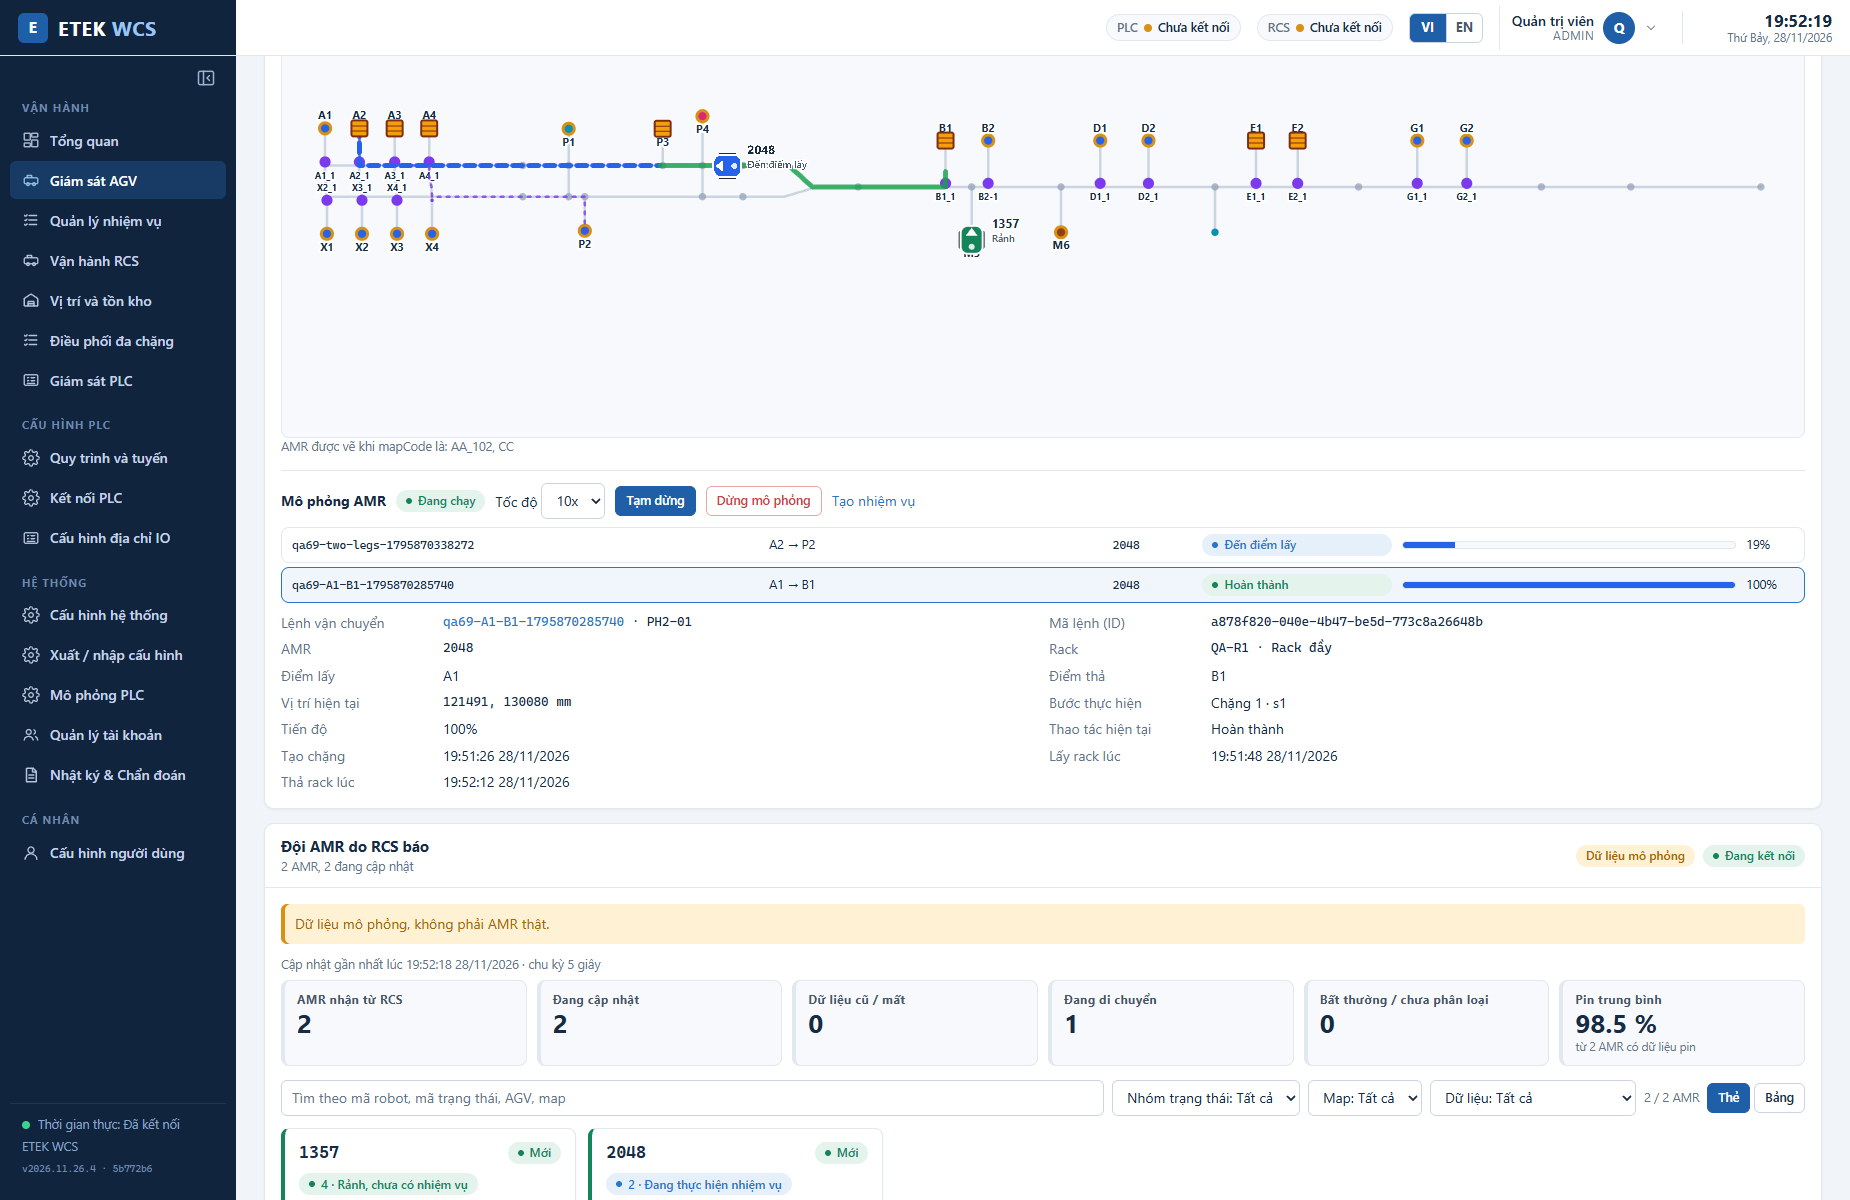 E ETEK WCS
PLC Chưa kết nối
RCS Chưa kết nối
VI EN
Quản trị viên
ADMIN
Q
19:52:19
Thứ Bảy, 28/11/2026
VẬN HÀNH
Tổng quan
Giám sát AGV
Quản lý nhiệm vụ
Vận hành RCS
Vị trí và tồn kho
Điều phối đa chặng
Giám sát PLC
CẤU HÌNH PLC
Quy trình và tuyến
Kết nối PLC
Cấu hình địa chỉ IO
HỆ THỐNG
Cấu hình hệ thống
Xuất / nhập cấu hình
Mô phỏng PLC
Quản lý tài khoản
Nhật ký & Chẩn đoán
CÁ NHÂN
Cấu hình người dùng
Thời gian thực: Đã kết nối
ETEK WCS
v2026.11.26.4 · 5b772b6
A1 A2 A3 A4
P1 P3 P4
2048
Đến điểm lấy
B1 B2 D1 D2 E1 E2 G1 G2
A1_1 A2_1 A3_1 A4_1
X2_1 X3_1 X4_1
B1_1 B2-1 D1_1 D2_1 E1_1 E2_1 G1_1 G2_1
X1 X2 X3 X4 P2
1357
Rảnh
M6
AMR được vẽ khi mapCode là: AA_102, CC
Mô phỏng AMR Đang chạy Tốc độ 10x Tạm dừng Dừng mô phỏng Tạo nhiệm vụ
qa69-two-legs-1795870338272 A2 → P2 2048 Đến điểm lấy 19%
qa69-A1-B1-1795870285740 A1 → B1 2048 Hoàn thành 100%
Lệnh vận chuyển qa69-A1-B1-1795870285740 · PH2-01
Mã lệnh (ID) a878f820-040e-4b47-be5d-773c8a26648b
AMR 2048
Rack QA-R1 · Rack đầy
Điểm lấy A1
Điểm thả B1
Vị trí hiện tại 121491, 130080 mm
Bước thực hiện Chặng 1 · s1
Tiến độ 100%
Thao tác hiện tại Hoàn thành
Tạo chặng 19:51:26 28/11/2026
Lấy rack lúc 19:51:48 28/11/2026
Thả rack lúc 19:52:12 28/11/2026
Đội AMR do RCS báo
2 AMR, 2 đang cập nhật
Dữ liệu mô phỏng Đang kết nối
Dữ liệu mô phỏng, không phải AMR thật.
Cập nhật gần nhất lúc 19:52:18 28/11/2026 · chu kỳ 5 giây
AMR nhận từ RCS
2
Đang cập nhật
2
Dữ liệu cũ / mất
0
Đang di chuyển
1
Bất thường / chưa phân loại
0
Pin trung bình
98.5 %
từ 2 AMR có dữ liệu pin
Tìm theo mã robot, mã trạng thái, AGV, map
Nhóm trạng thái: Tất cả
Map: Tất cả
Dữ liệu: Tất cả
2 / 2 AMR
Thẻ Bảng
1357 Mới
4 · Rảnh, chưa có nhiệm vụ
2048 Mới
2 · Đang thực hiện nhiệm vụ